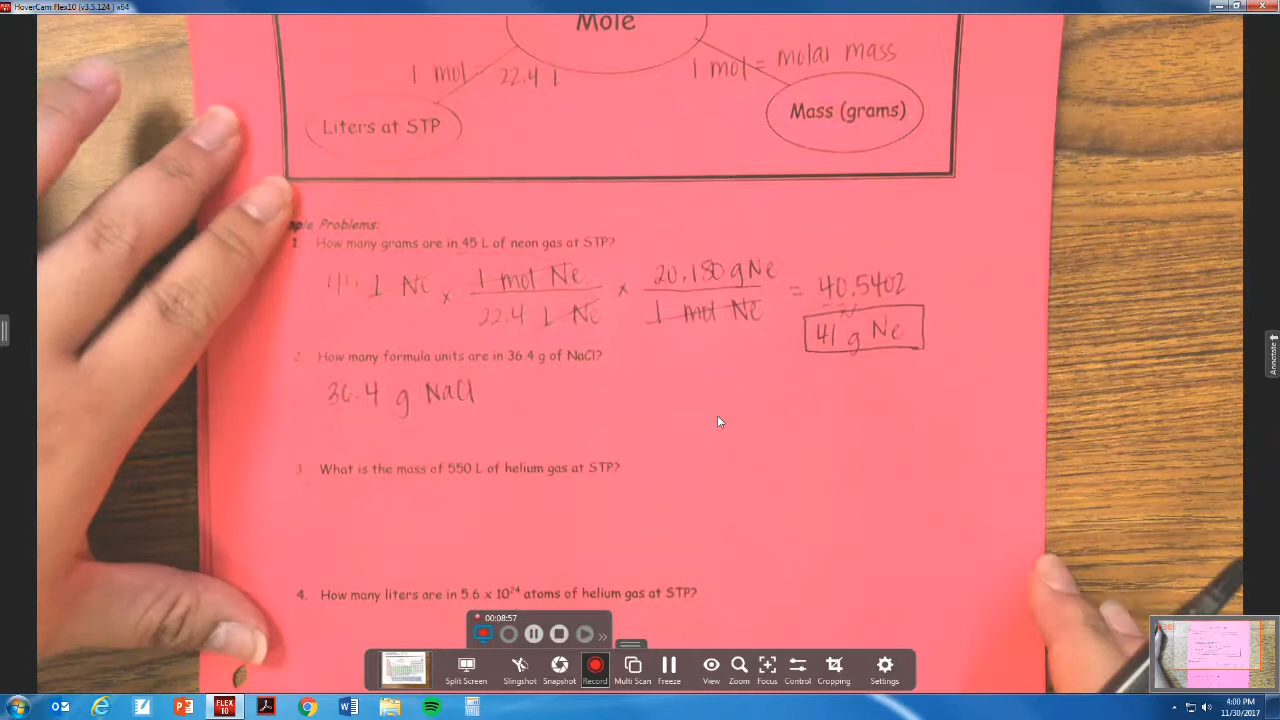 HoverCam Flex10 [v3.5.124 ] x64
Mole
1 mol = 22.4 l
1 mol = molar mass
Liters at STP
Mass (grams)
ple Problems:
1 How many grams are in 45 L of neon gas at STP?
L Ne x 1 mol Ne x 20.180 g Ne = 40.5402
22.4 L Ne 1 mol Ne
41 g Ne
2. How many formula units are in 36.4 g of NaCl?
36.4 g NaCl
3 What is the mass of 550 L of helium gas at STP?
4. How many liters are in 5.6 x 10²⁴ atoms of helium gas at STP?
Annotate
00:08:57
Split Screen Slingshot Snapshot Record Multi Scan Freeze View Zoom Focus Control Cropping Settings
FLEX 10
4:00 PM
11/30/2017